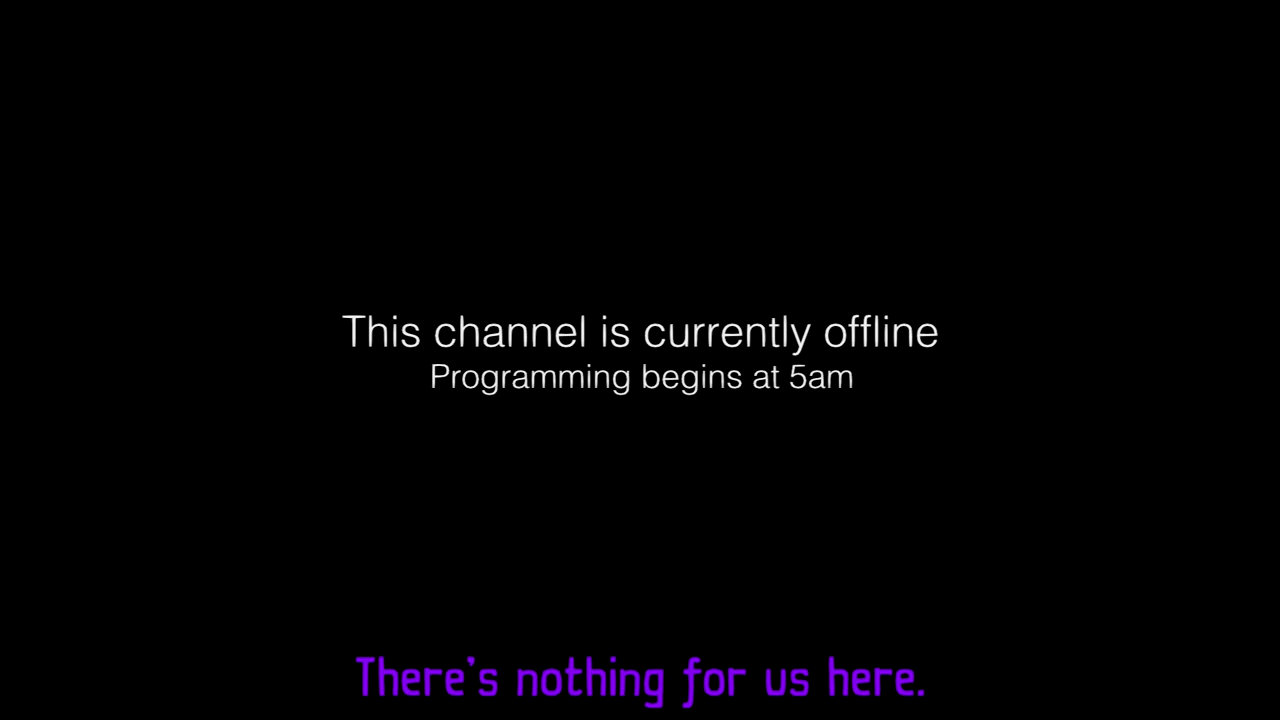 This channel is currently offline
Programming begins at 5am
There's nothing for us here.